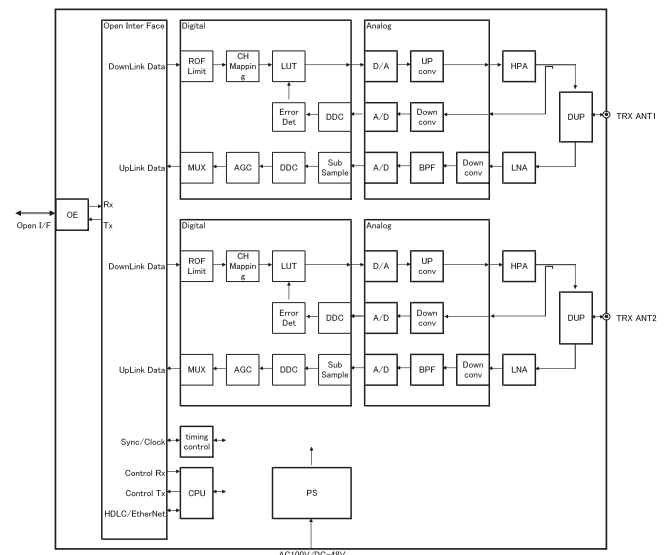 Open Inter Face
Digital
Analog
DownLink Data
ROF
Limit
CH
Mappin
g
LUT
D/A
UP
conv
HPA
Error
Det
DDC
A/D
Down
conv
DUP
TRX ANT1
UpLink Data
MUX
AGC
DDC
Sub
Sample
A/D
BPF
Down
conv
LNA
OE
Rx
Tx
Open I/F
Digital
Analog
DownLink Data
ROF
Limit
CH
Mappin
g
LUT
D/A
UP
conv
HPA
Error
Det
DDC
A/D
Down
conv
DUP
TRX ANT2
UpLink Data
MUX
AGC
DDC
Sub
Sample
A/D
BPF
Down
conv
LNA
Sync/Clock
timing
control
Control Rx
Control Tx
HDLC/EtherNet
CPU
PS
AC100V/DC-48V